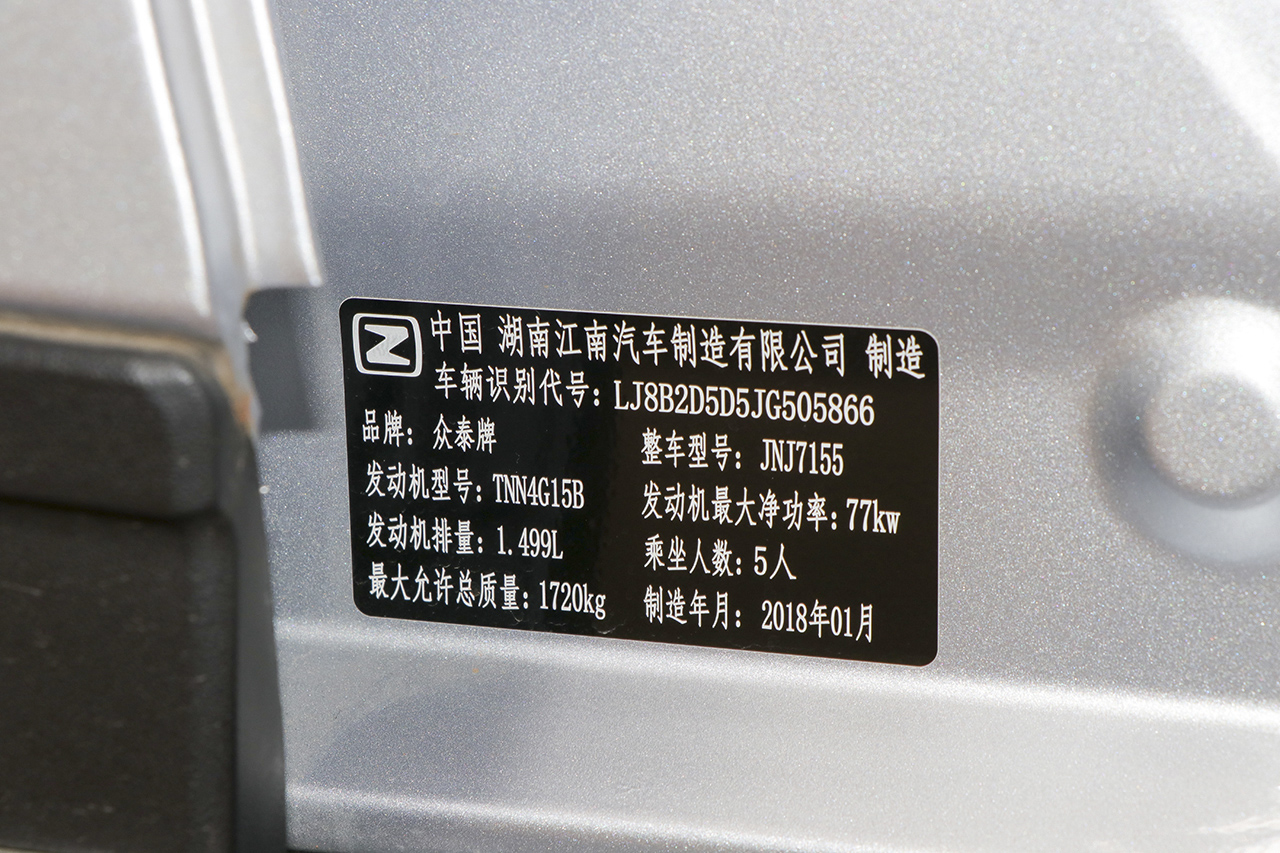 中国 湖南江南汽车制造有限公司 制造
车辆识别代号：LJ8B2D5D5JG505866
品牌：众泰牌 整车型号：JNJ7155
发动机型号：TNN4G15B 发动机最大净功率：77kw
发动机排量：1.499L 乘坐人数：5人
最大允许总质量：1720kg 制造年月：2018年01月